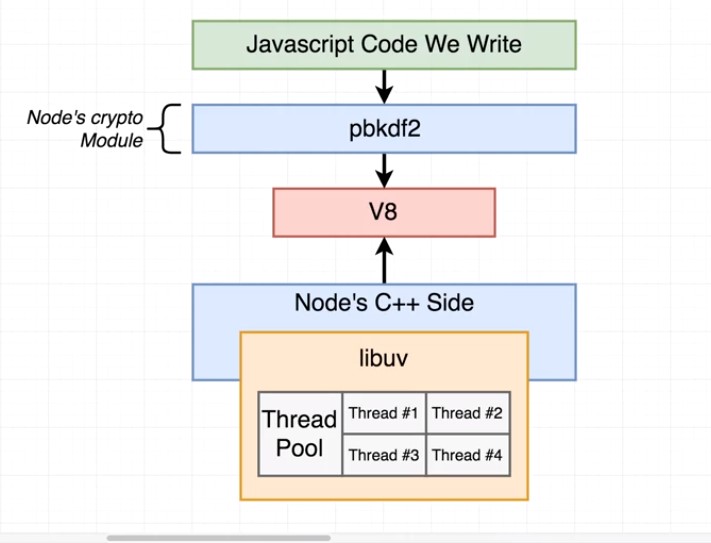 Javascript Code We Write
Node's crypto
Module
pbkdf2
V8
Node's C++ Side
libuv
Thread
Pool
Thread #1
Thread #2
Thread #3
Thread #4